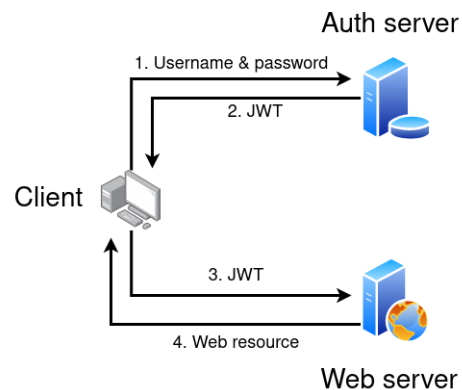 Auth server
1. Username & password
2. JWT
Client
3. JWT
4. Web resource
Web server